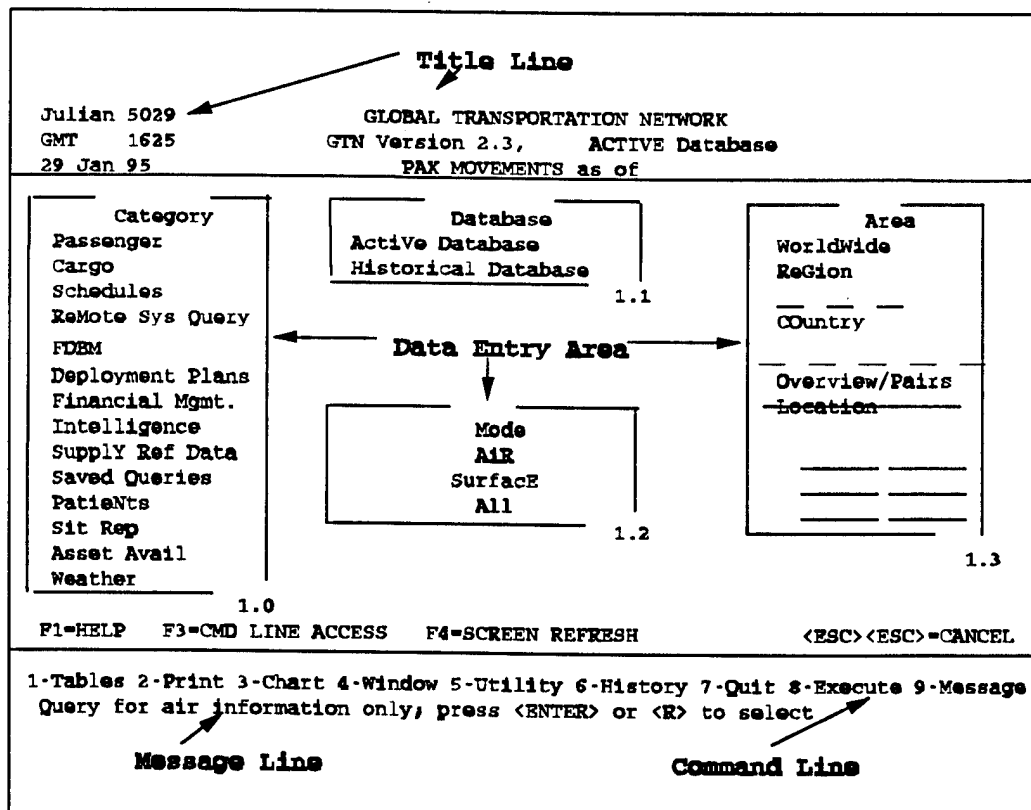 Title Line
Julian 5029
GMT 1625
29 Jan 95
GLOBAL TRANSPORTATION NETWORK
GTN Version 2.3, ACTIVE Database
PAX MOVEMENTS as of
Category
Passenger
Cargo
Schedules
ReMote Sys Query
FDBM
Deployment Plans
Financial Mgmt.
Intelligence
SupplY Ref Data
Saved Queries
PatieNts
Sit Rep
Asset Avail
Weather
1.0
Database
ActiVe Database
Historical Database
1.1
Data Entry Area
Mode
AiR
SurfacE
All
1.2
Area
WorldWide
ReGion
COuntry
Overview/Pairs
Location
1.3
F1=HELP F3=CMD LINE ACCESS F4=SCREEN REFRESH <ESC><ESC>=CANCEL
1-Tables 2-Print 3-Chart 4-Window 5-Utility 6-History 7-Quit 8-Execute 9-Message
Query for air information only; press <ENTER> or <R> to select
Message Line
Command Line